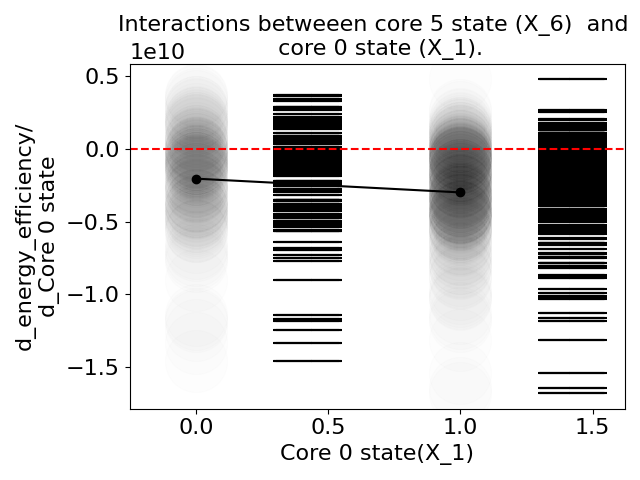 Interactions betweeen core 5 state (X_6)  and
core 0 state (X_1).
1e10
0.5
0.0
−0.5
−1.0
−1.5
d_energy_efficiency/
d_Core 0 state
0.0
0.5
1.0
1.5
Core 0 state(X_1)